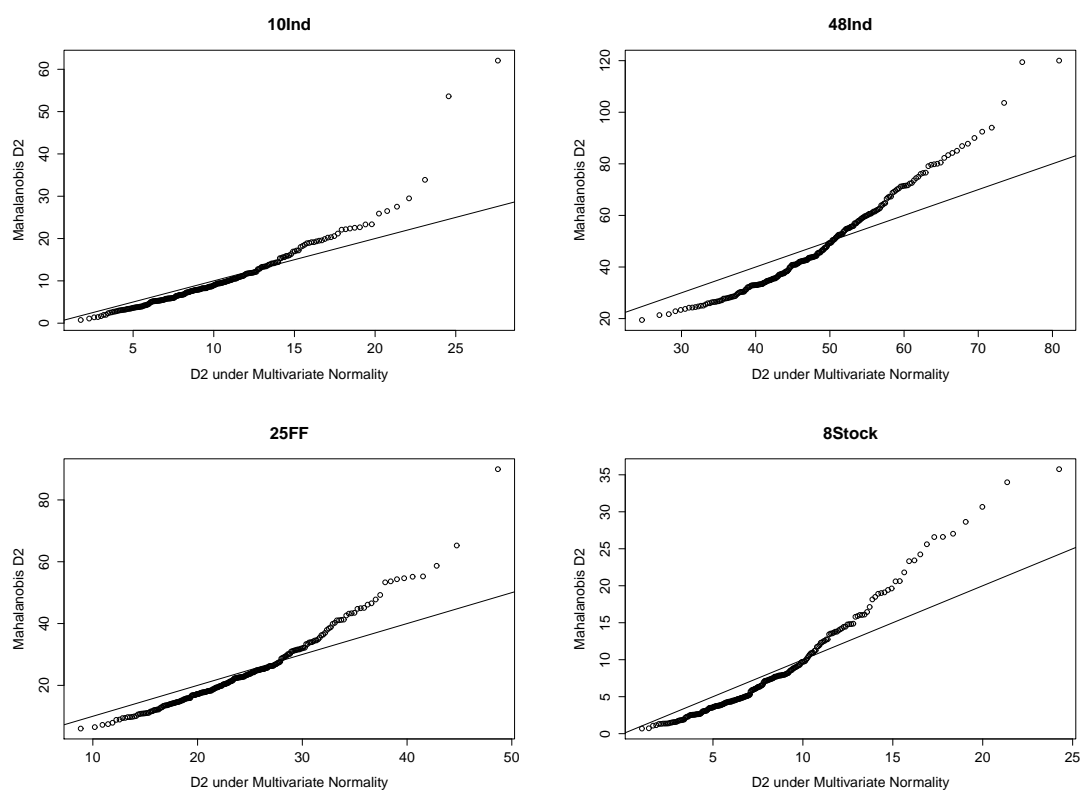 10Ind
Mahalanobis D2
0 10 20 30 40 50 60
5 10 15 20 25
D2 under Multivariate Normality
48Ind
Mahalanobis D2
20 40 60 80 100 120
30 40 50 60 70 80
D2 under Multivariate Normality
25FF
Mahalanobis D2
20 40 60 80
10 20 30 40 50
D2 under Multivariate Normality
8Stock
Mahalanobis D2
0 5 10 15 20 25 30 35
5 10 15 20 25
D2 under Multivariate Normality